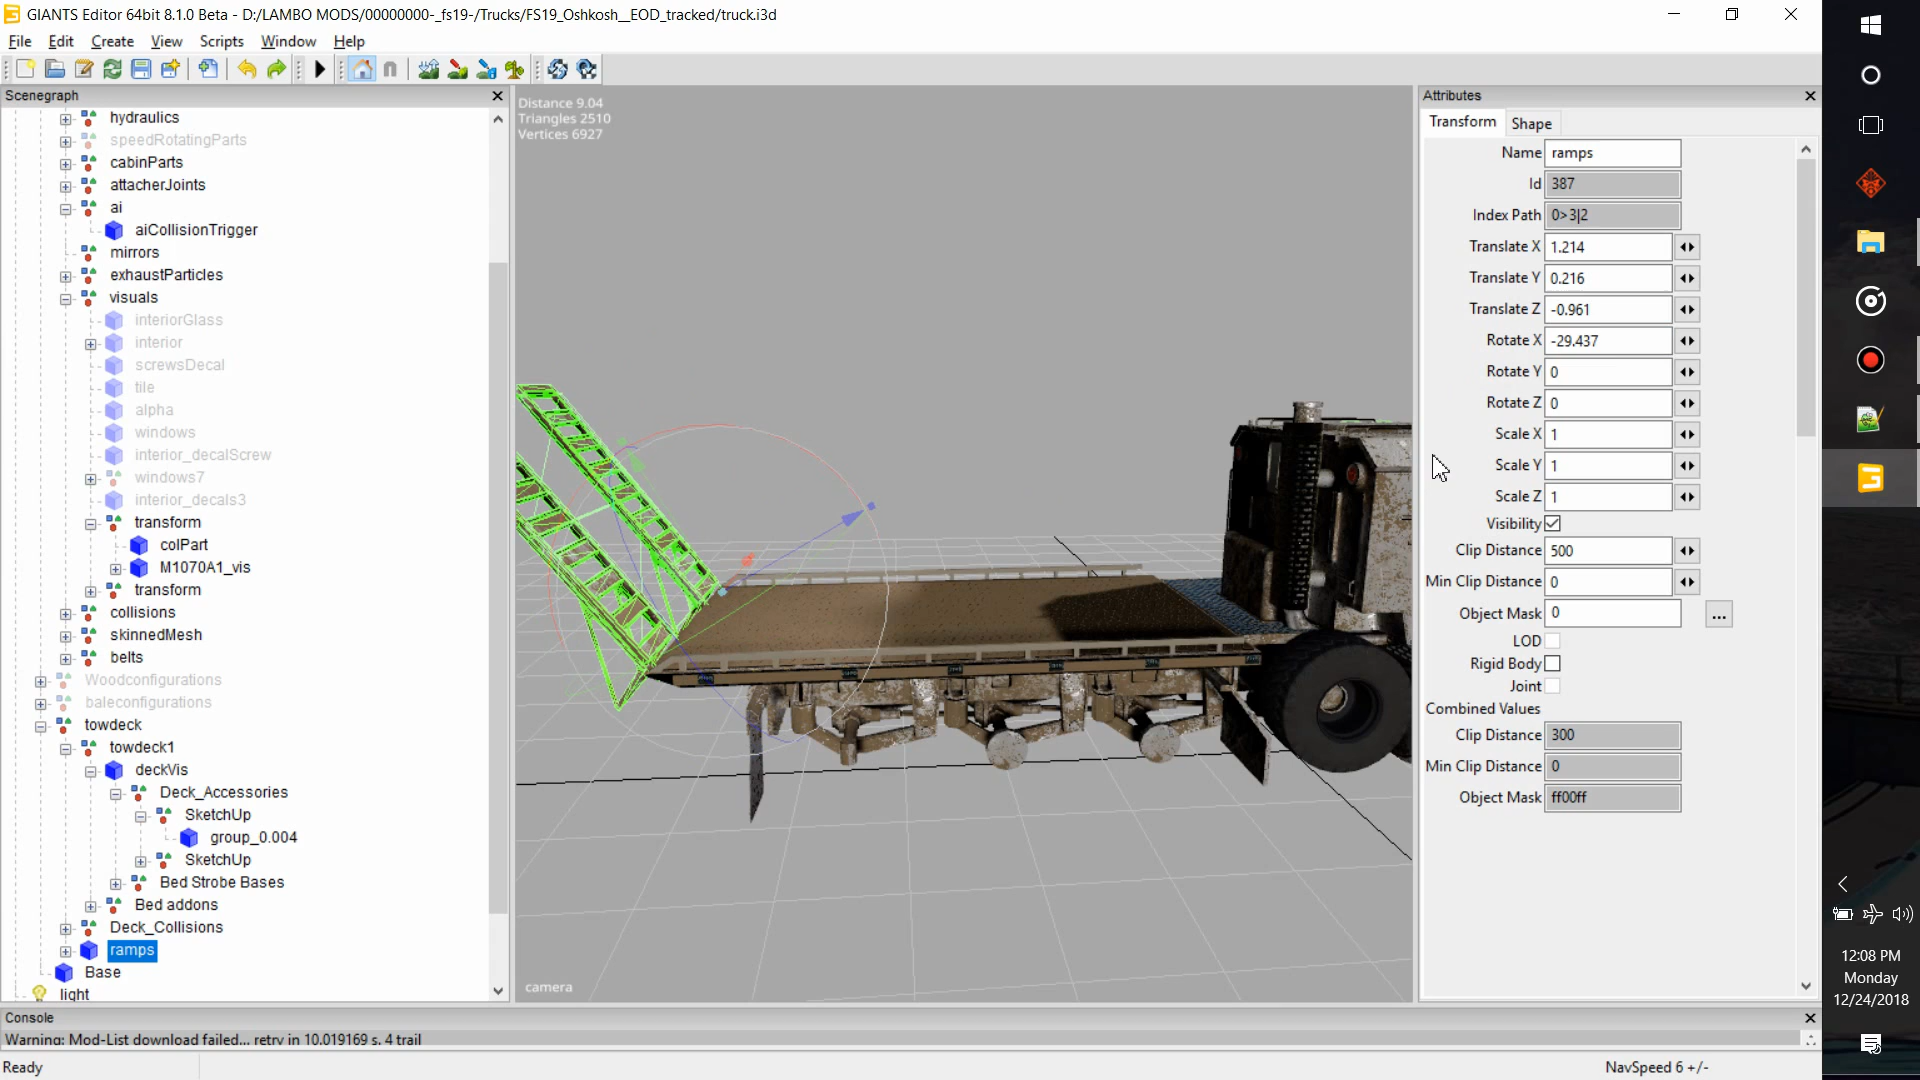 GIANTS Editor 64bit 8.1.0 Beta - D:/LAMBO MODS/00000000-_fs19-/Trucks/FS19_Oshkosh__EOD_tracked/truck.i3d
File Edit Create View Scripts Window Help
Scenegraph
hydraulics
speedRotatingParts
cabinParts
attacherJoints
ai
aiCollisionTrigger
mirrors
exhaustParticles
visuals
interiorGlass
interior
screwsDecal
tile
alpha
windows
interior_decalScrew
windows7
interior_decals3
transform
colPart
M1070A1_vis
transform
collisions
skinnedMesh
belts
Woodconfigurations
baleconfigurations
towdeck
towdeck1
deckVis
Deck_Accessories
SketchUp
group_0.004
SketchUp
Bed Strobe Bases
Bed addons
Deck_Collisions
ramps
Base
light
Distance 9.04
Triangles 2510
Vertices 6927
camera
Attributes
Transform Shape
Name ramps
Id 387
Index Path 0>3|2
Translate X 1.214
Translate Y 0.216
Translate Z -0.961
Rotate X -29.437
Rotate Y 0
Rotate Z 0
Scale X 1
Scale Y 1
Scale Z 1
Visibility
Clip Distance 500
Min Clip Distance 0
Object Mask 0 ...
LOD
Rigid Body
Joint
Combined Values
Clip Distance 300
Min Clip Distance 0
Object Mask ff00ff
Console
Warning: Mod-List download failed... retry in 10.019169 s. 4 trail
Ready
NavSpeed 6 +/-
12:08 PM
Monday
12/24/2018